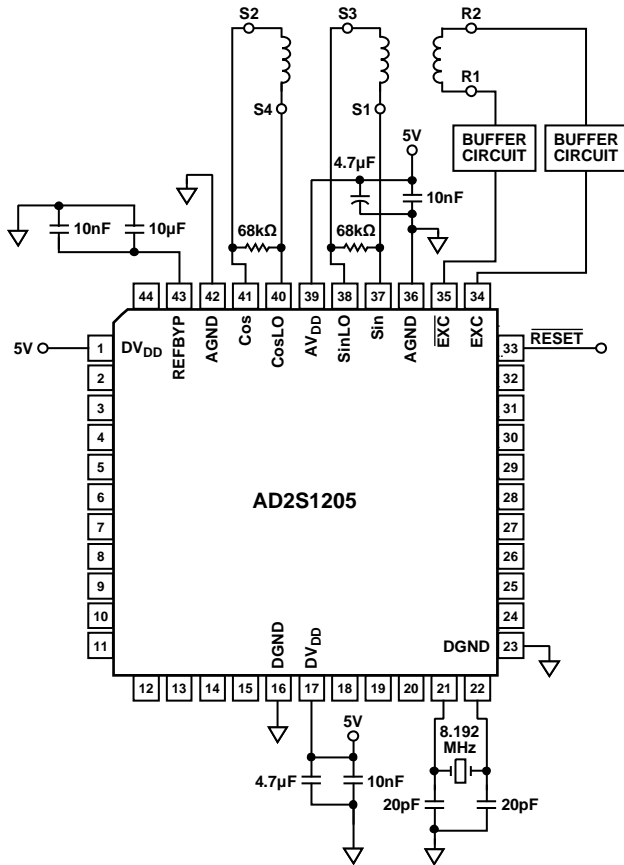 S2
S3
R2
S4
S1
R1
5V
BUFFER CIRCUIT
BUFFER CIRCUIT
4.7µF
10nF
10nF
10µF
68kΩ
68kΩ
44 43 42 41 40 39 38 37 36 35 34
REFBYP
AGND
Cos
CosLO
AVDD
SinLO
Sin
AGND
EXC
EXC
5V
1
DVDD
33
RESET
2
32
3
31
4
30
5
29
6
28
AD2S1205
7
27
8
26
9
25
10
24
11
DGND
23
DGND
DVDD
12 13 14 15 16 17 18 19 20 21 22
5V
8.192 MHz
4.7µF
10nF
20pF
20pF